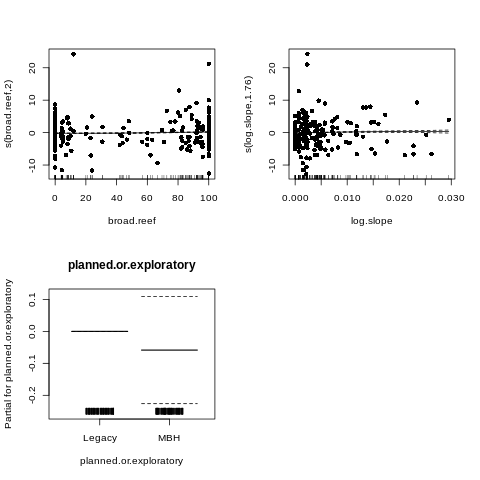 s(broad.reef,2)
20
10
0
-10
0 20 40 60 80 100
broad.reef
s(log.slope,1.76)
20
10
0
-10
0.000 0.010 0.020 0.030
log.slope
planned.or.exploratory
Partial for planned.or.exploratory
0.1
0.0
-0.1
-0.2
Legacy MBH
planned.or.exploratory